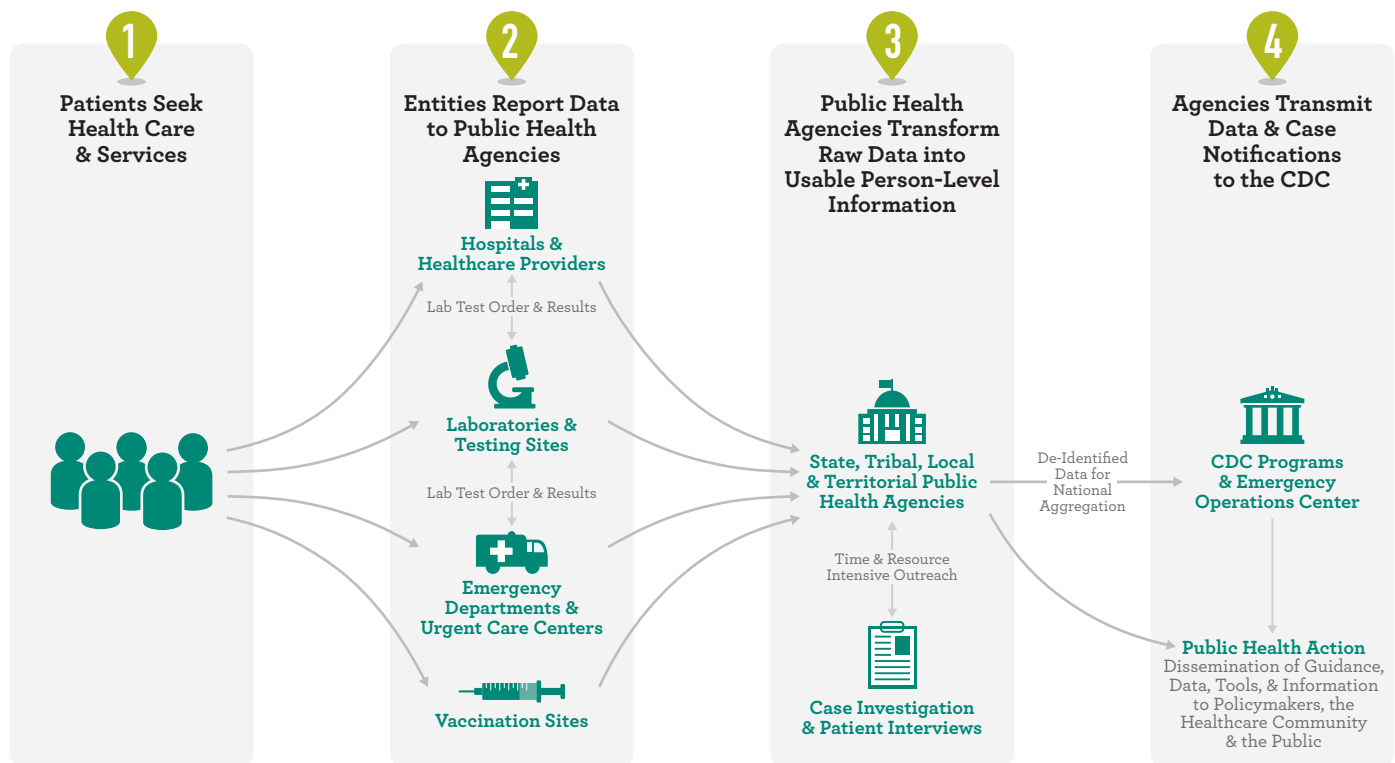 1
Patients Seek
Health Care
& Services
2
Entities Report Data
to Public Health
Agencies
Hospitals &
Healthcare Providers
Lab Test Order & Results
Laboratories &
Testing Sites
Lab Test Order & Results
Emergency
Departments &
Urgent Care Centers
Vaccination Sites
3
Public Health
Agencies Transform
Raw Data into
Usable Person-Level
Information
State, Tribal, Local
& Territorial Public
Health Agencies
Time & Resource
Intensive Outreach
Case Investigation
& Patient Interviews
De-Identified
Data for
National
Aggregation
4
Agencies Transmit
Data & Case
Notifications
to the CDC
CDC Programs
& Emergency
Operations Center
Public Health Action
Dissemination of Guidance,
Data, Tools, & Information
to Policymakers, the
Healthcare Community
& the Public